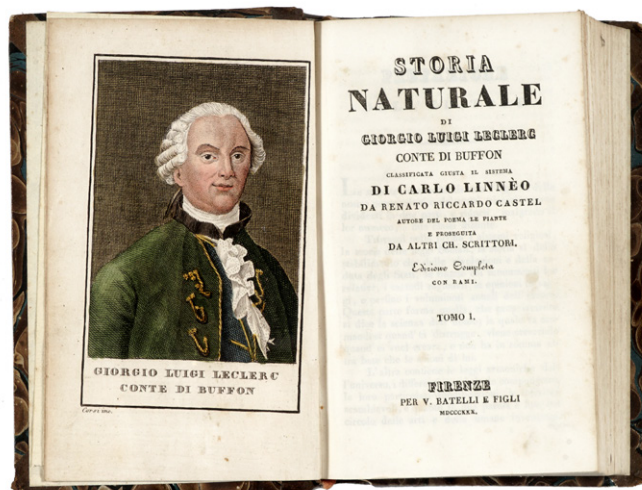 GIORGIO LUIGI LECLERC
CONTE DI BUFFON
STORIA
NATURALE
DI
GIORGIO LUIGI LECLERC
CONTE DI BUFFON
CLASSIFICATA GIUSTA IL SISTEMA
DI CARLO LINNÈO
DA RENATO RICCARDO CASTEL
AUTORE DEL POEMA LE PIANTE
E PROSEGUITA
DA ALTRI CH. SCRITTORI.
Edizione Completa
CON RAMI.
TOMO I.
FIRENZE
PER V. BATELLI E FIGLI
MDCCCXXX.